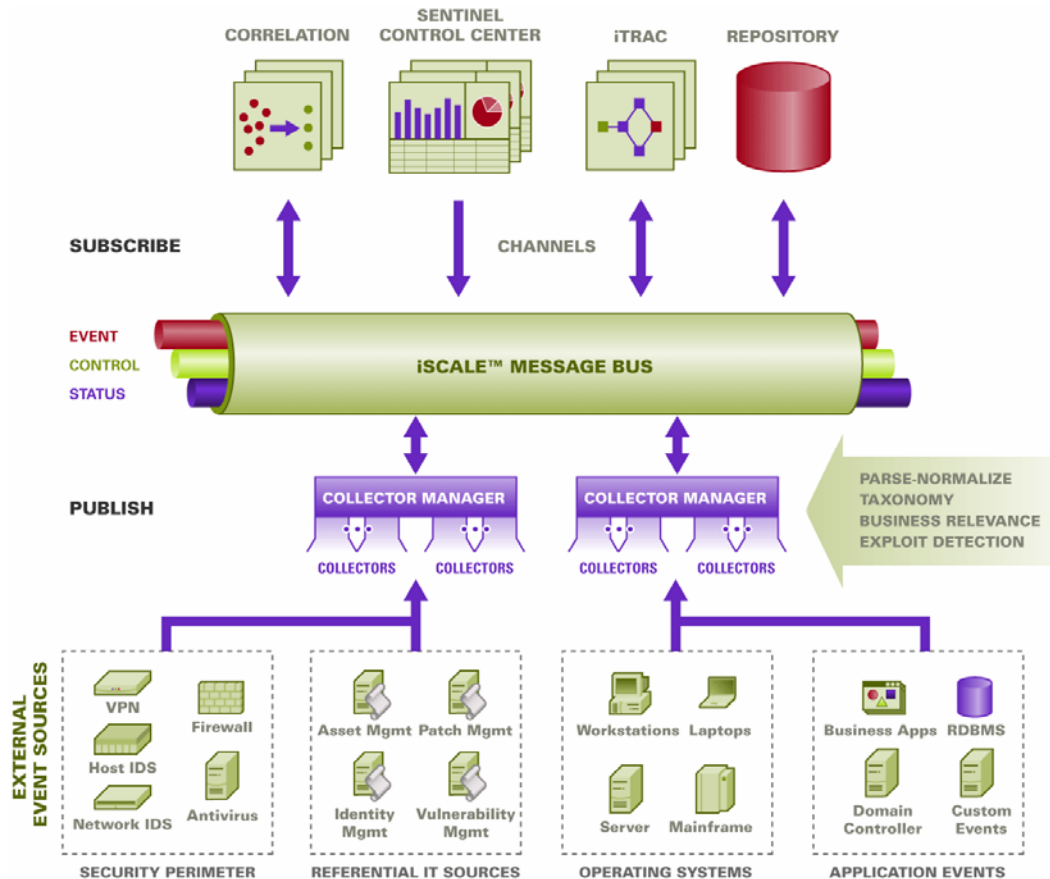 CORRELATION
SENTINEL
CONTROL CENTER
iTRAC
REPOSITORY
SUBSCRIBE
CHANNELS
EVENT
CONTROL
STATUS
iSCALE™ MESSAGE BUS
PUBLISH
COLLECTOR MANAGER
COLLECTORS
COLLECTORS
COLLECTOR MANAGER
COLLECTORS
COLLECTORS
PARSE-NORMALIZE
TAXONOMY
BUSINESS RELEVANCE
EXPLOIT DETECTION
EXTERNAL
EVENT SOURCES
VPN
Firewall
Host IDS
Network IDS
Antivirus
SECURITY PERIMETER
Asset Mgmt
Patch Mgmt
Identity
Mgmt
Vulnerability
Mgmt
REFERENTIAL IT SOURCES
Workstations
Laptops
Server
Mainframe
OPERATING SYSTEMS
Business Apps
RDBMS
Domain
Controller
Custom
Events
APPLICATION EVENTS